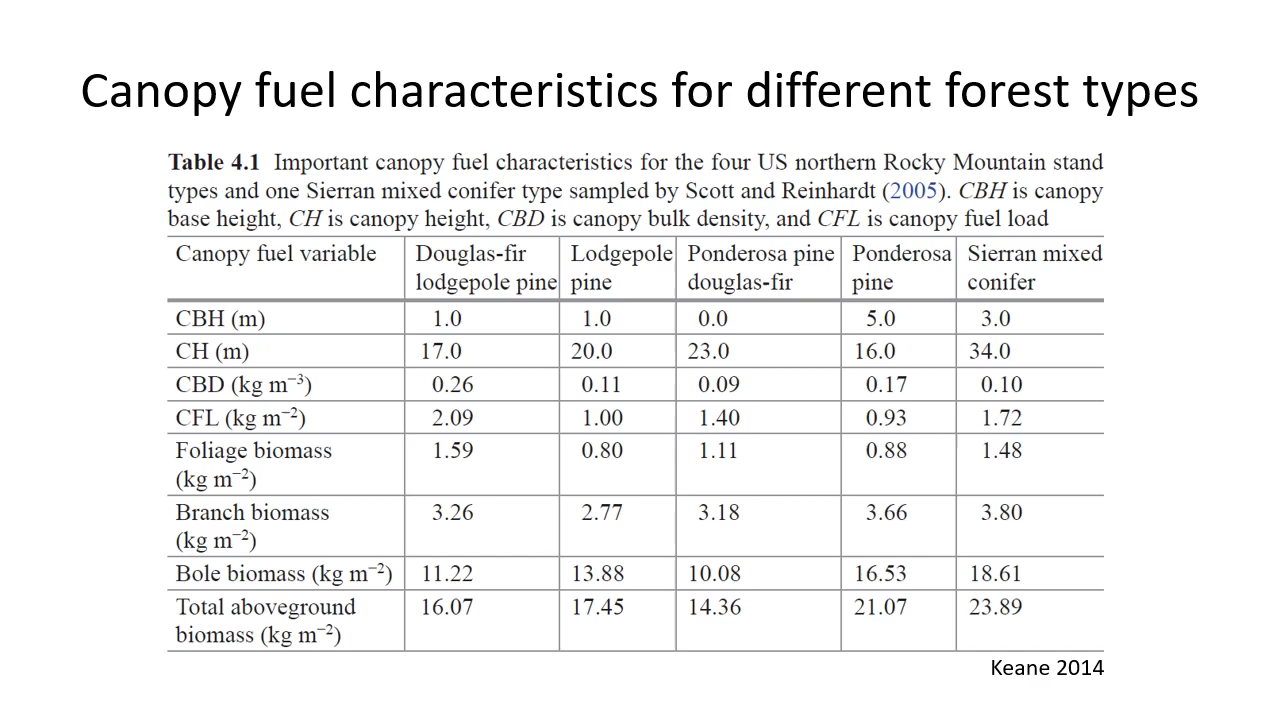 Canopy fuel characteristics for different forest types
Table 4.1 Important canopy fuel characteristics for the four US northern Rocky Mountain stand
types and one Sierran mixed conifer type sampled by Scott and Reinhardt (2005). CBH is canopy
base height, CH is canopy height, CBD is canopy bulk density, and CFL is canopy fuel load
Canopy fuel variable Douglas-fir Lodgepole Ponderosa pine Ponderosa Sierran mixed
lodgepole pine pine douglas-fir pine conifer
CBH (m) 1.0 1.0 0.0 5.0 3.0
CH (m) 17.0 20.0 23.0 16.0 34.0
CBD (kg m⁻³) 0.26 0.11 0.09 0.17 0.10
CFL (kg m⁻²) 2.09 1.00 1.40 0.93 1.72
Foliage biomass 1.59 0.80 1.11 0.88 1.48
(kg m⁻²)
Branch biomass 3.26 2.77 3.18 3.66 3.80
(kg m⁻²)
Bole biomass (kg m⁻²) 11.22 13.88 10.08 16.53 18.61
Total aboveground 16.07 17.45 14.36 21.07 23.89
biomass (kg m⁻²)
Keane 2014